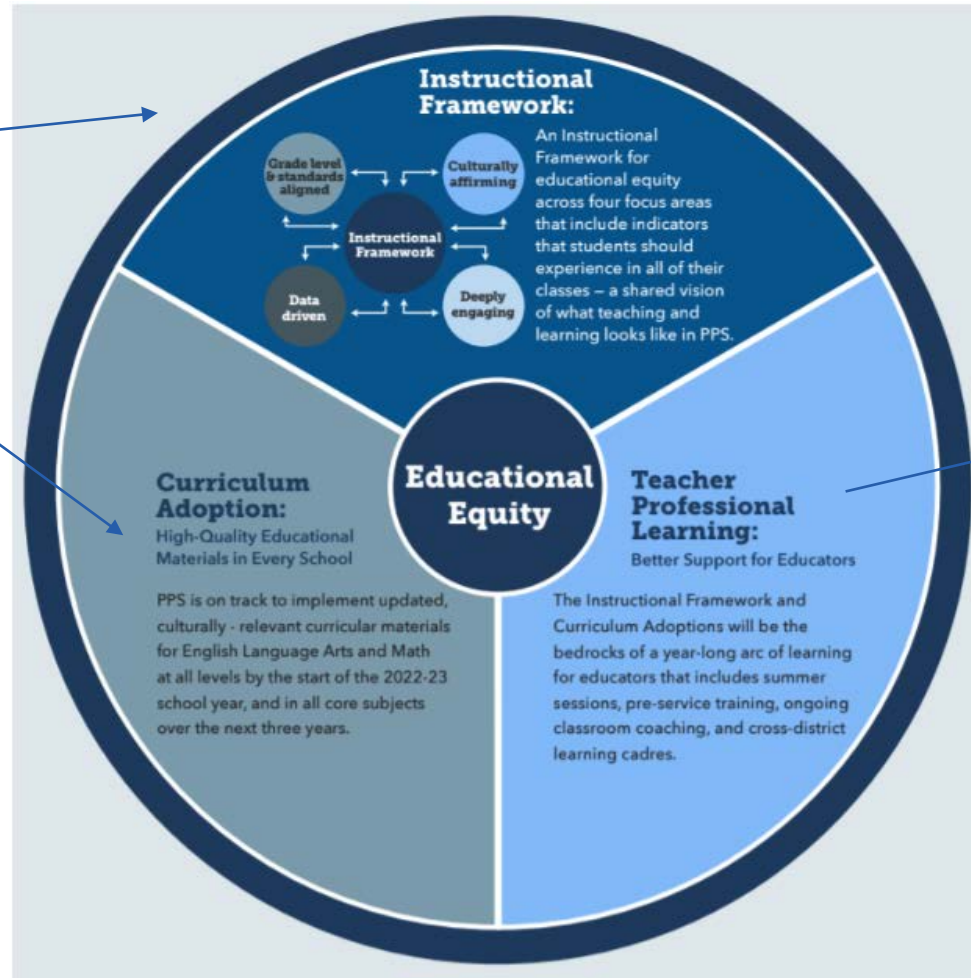 Instructional
Framework:
Grade level
& standards
aligned
Culturally
affirming
Instructional
Framework
Data
driven
Deeply
engaging
An Instructional
Framework for
educational equity
across four focus areas
that include indicators
that students should
experience in all of their
classes – a shared vision
of what teaching and
learning looks like in PPS.
Educational
Equity
Curriculum
Adoption:
High-Quality Educational
Materials in Every School
PPS is on track to implement updated,
culturally - relevant curricular materials
for English Language Arts and Math
at all levels by the start of the 2022-23
school year, and in all core subjects
over the next three years.
Teacher
Professional
Learning:
Better Support for Educators
The Instructional Framework and
Curriculum Adoptions will be the
bedrocks of a year-long arc of learning
for educators that includes summer
sessions, pre-service training, ongoing
classroom coaching, and cross-district
learning cadres.